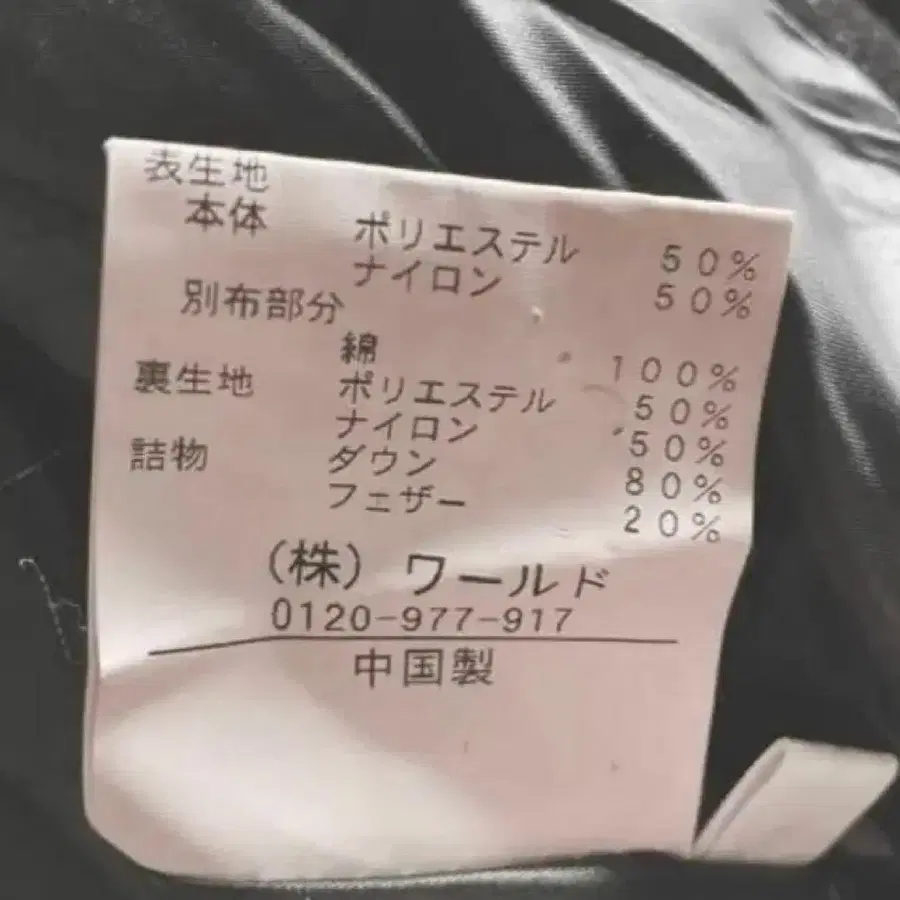 表生地
本体 ポリエステル 50%
ナイロン 50%
別布部分
綿 100%
裏生地 ポリエステル 50%
ナイロン 50%
詰物 ダウン 80%
フェザー 20%
(株) ワールド
0120-977-917
中国製